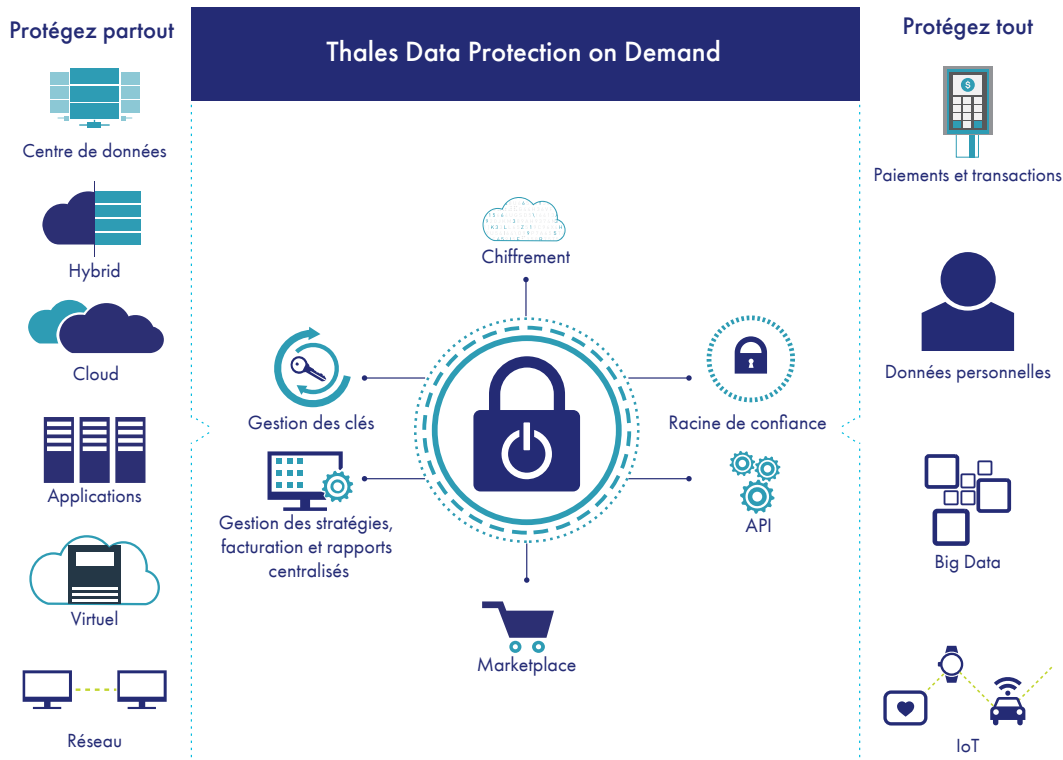 Protégez partout
Centre de données
Hybrid
Cloud
Applications
Virtuel
Réseau
Thales Data Protection on Demand
Chiffrement
Gestion des clés
Racine de confiance
Gestion des stratégies,
facturation et rapports
centralisés
API
Marketplace
Protégez tout
$
Paiements et transactions
Données personnelles
Big Data
IoT